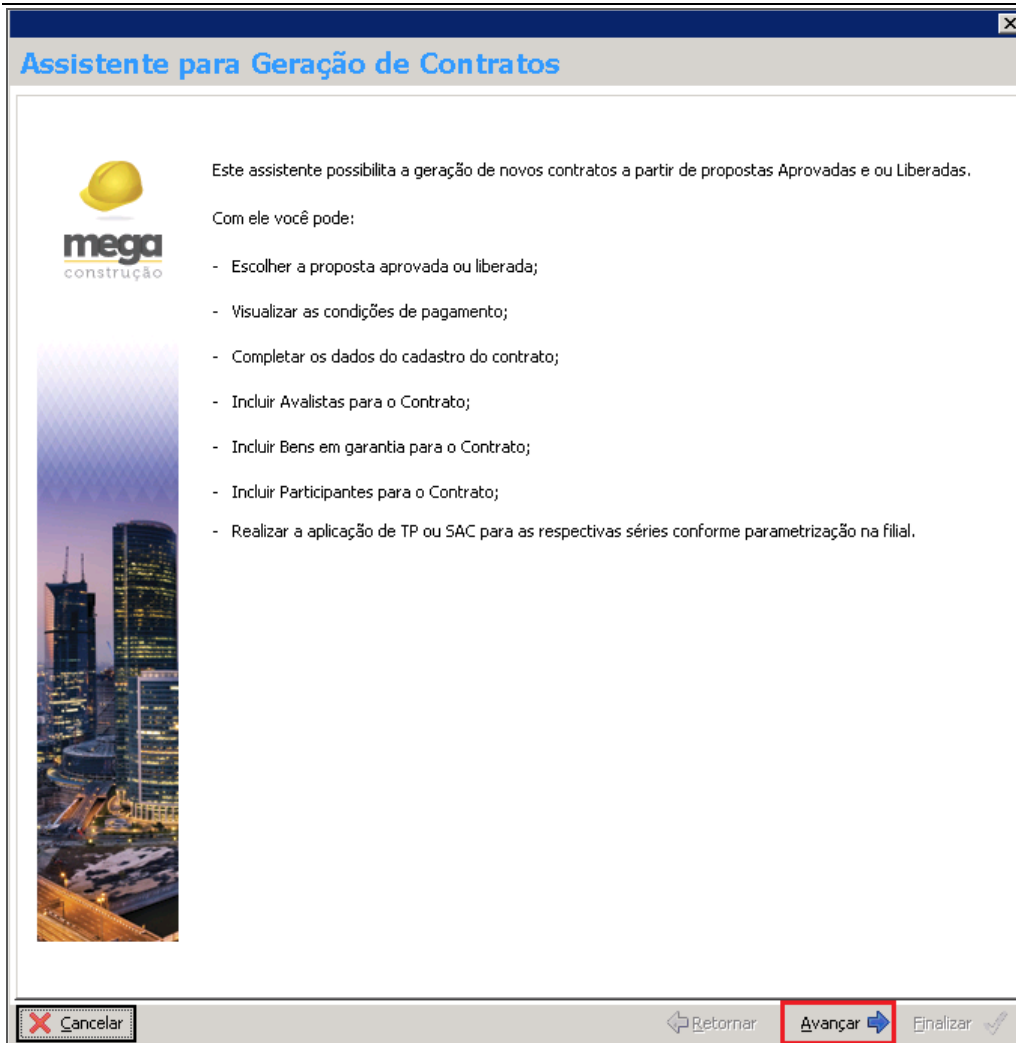 Assistente para Geração de Contratos
Este assistente possibilita a geração de novos contratos a partir de propostas Aprovadas e ou Liberadas.
Com ele você pode:
mega
construção
- Escolher a proposta aprovada ou liberada;
- Visualizar as condições de pagamento;
- Completar os dados do cadastro do contrato;
- Incluir Avalistas para o Contrato;
- Incluir Bens em garantia para o Contrato;
- Incluir Participantes para o Contrato;
- Realizar a aplicação de TP ou SAC para as respectivas séries conforme parametrização na filial.
Cancelar
Retornar
Avançar
Finalizar